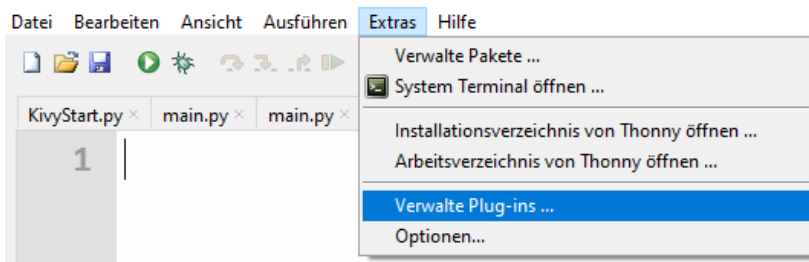 Datei Bearbeiten Ansicht Ausführen Extras Hilfe
Verwalte Pakete ...
System Terminal öffnen ...
KivyStart.py × main.py × main.py ×
Installationsverzeichnis von Thonny öffnen ...
1
Arbeitsverzeichnis von Thonny öffnen ...
Verwalte Plug-ins ...
Optionen...